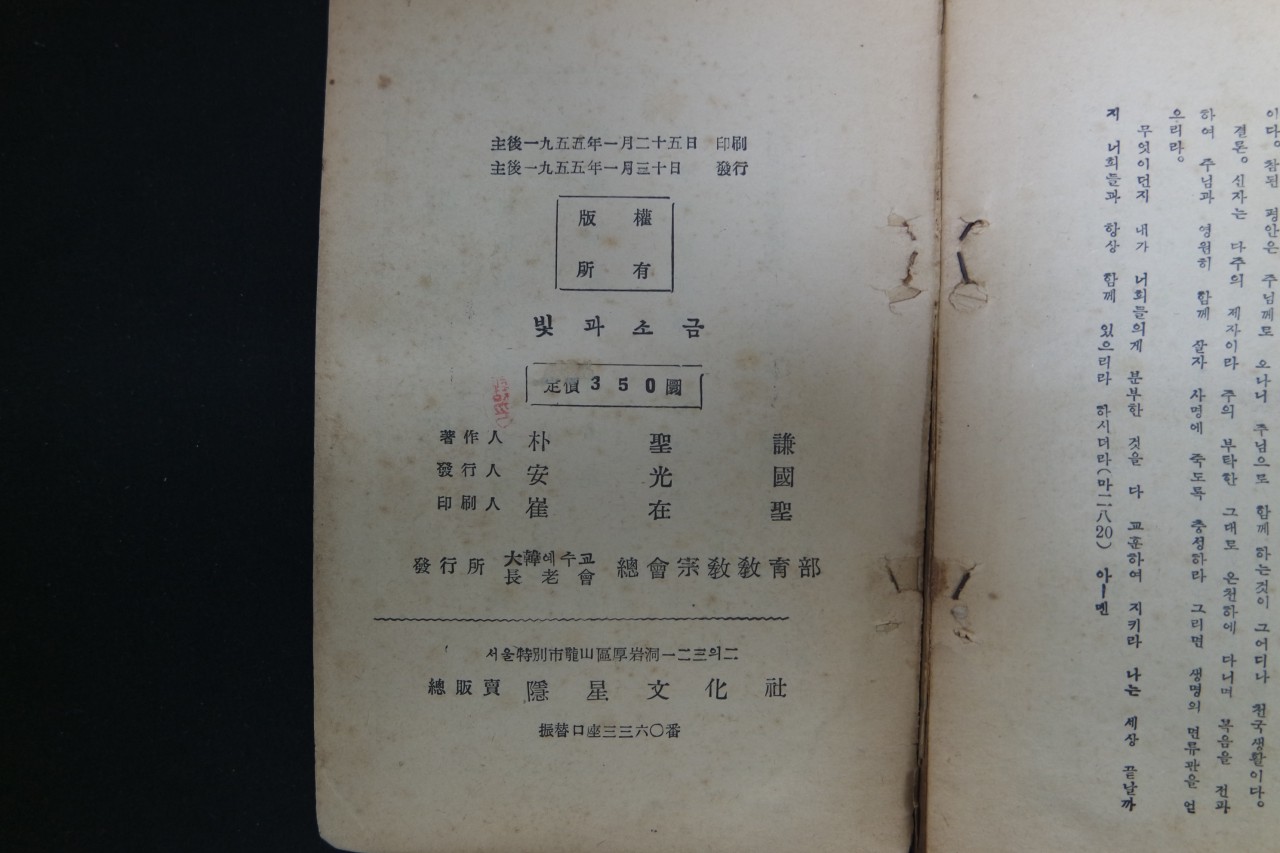 主後一九五五年一月二十五日 印刷
主後一九五五年一月三十日 發行
版權
所有
빛과소금
定價 350圜
著作人 朴聖謙
發行人 安光國
印刷人 崔在聖
發行所 大韓예수교長老會 總會宗敎敎育部
서울特別市龍山區厚岩洞一二三의二
總販賣 隱星文化社
振替口座三三六〇番
이다。 참된 평안은 주님께로 오나니 주님으로 함께 하는것이 그어디나 천국생활이다。
결론。 신자는 다주의 제자이라 주의 부탁한 그대로 온천하에 다니며 복음을 전파
하여 주님과 영원히 함께 살자 사명에 죽도록 충성하라 그리면 생명의 면류관을 얻
으리라。
무엇이던지 내가 너희들의게 분부한 것을 다 교훈하여 지키라 나는 세상 끝날까
지 너희들과 항상 함께 있으리라 하시더라(마二八20) 아ー멘